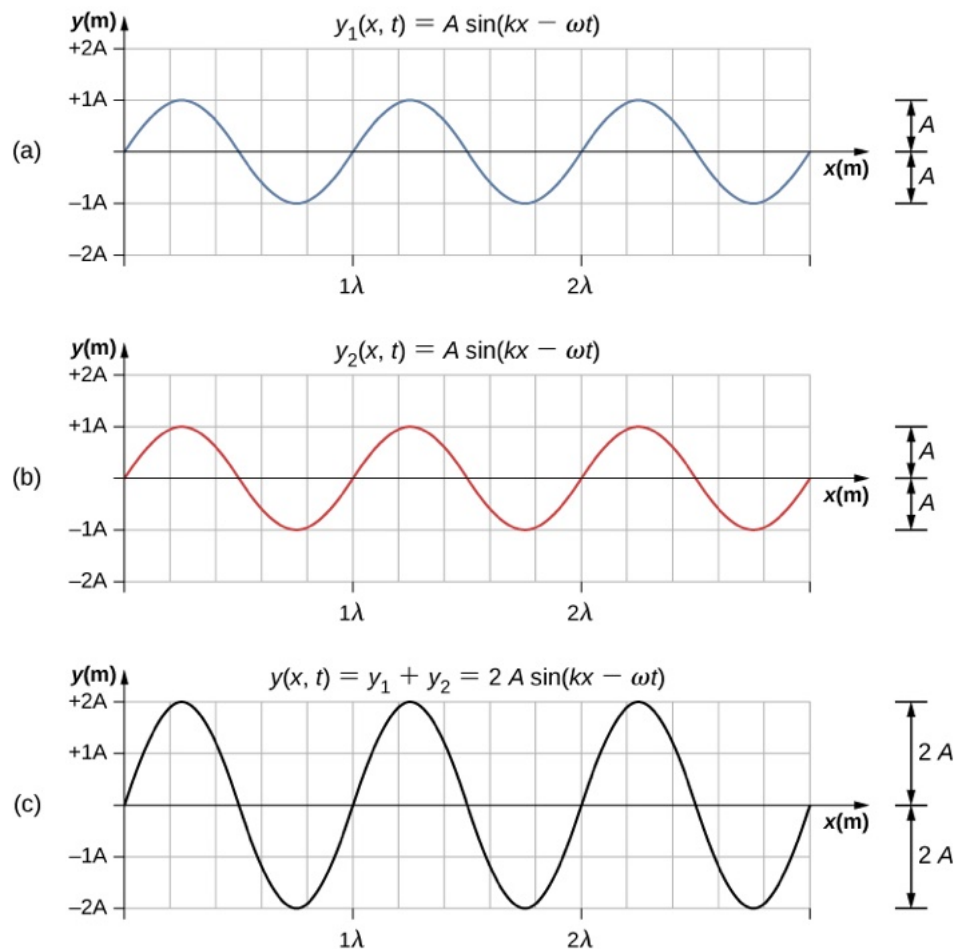 y(m)
y₁(x, t) = A sin(kx − ωt)
+2A
+1A
A
(a)
x(m)
A
–1A
–2A
1λ
2λ
y(m)
y₂(x, t) = A sin(kx − ωt)
+2A
+1A
A
(b)
x(m)
A
–1A
–2A
1λ
2λ
y(m)
y(x, t) = y₁ + y₂ = 2 A sin(kx − ωt)
+2A
+1A
2 A
(c)
x(m)
–1A
2 A
–2A
1λ
2λ